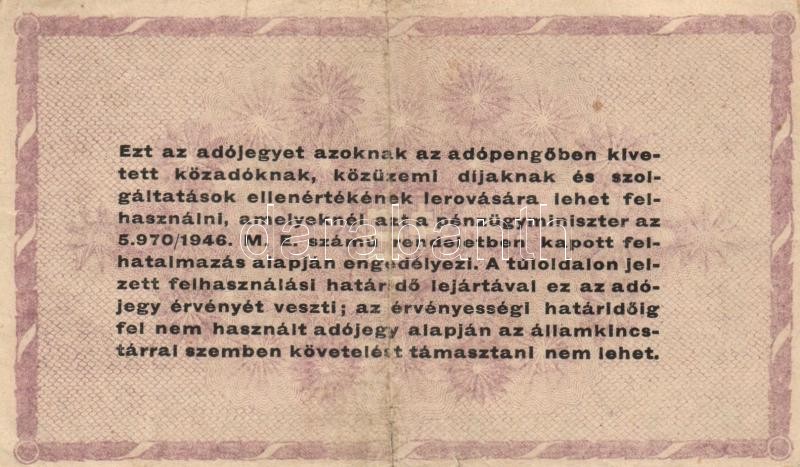 Ezt az adójegyet azoknak az adópengőben kive-
tett közadóknak, közüzemi díjaknak és szol-
gáltatások ellenértékének lerovására lehet fel-
használni, amelyeknél azt a pénzügyminiszter az
5.970/1946. M. E. számú rendeletben kapott fel-
hatalmazás alapján engedélyezi. A túloldalon jel-
zett felhasználási határidő lejártával ez az adó-
jegy érvényét veszti; az érvényességi határidőig
fel nem használt adójegy alapján az államkincs-
tárral szemben követelést támasztani nem lehet.
darabanth